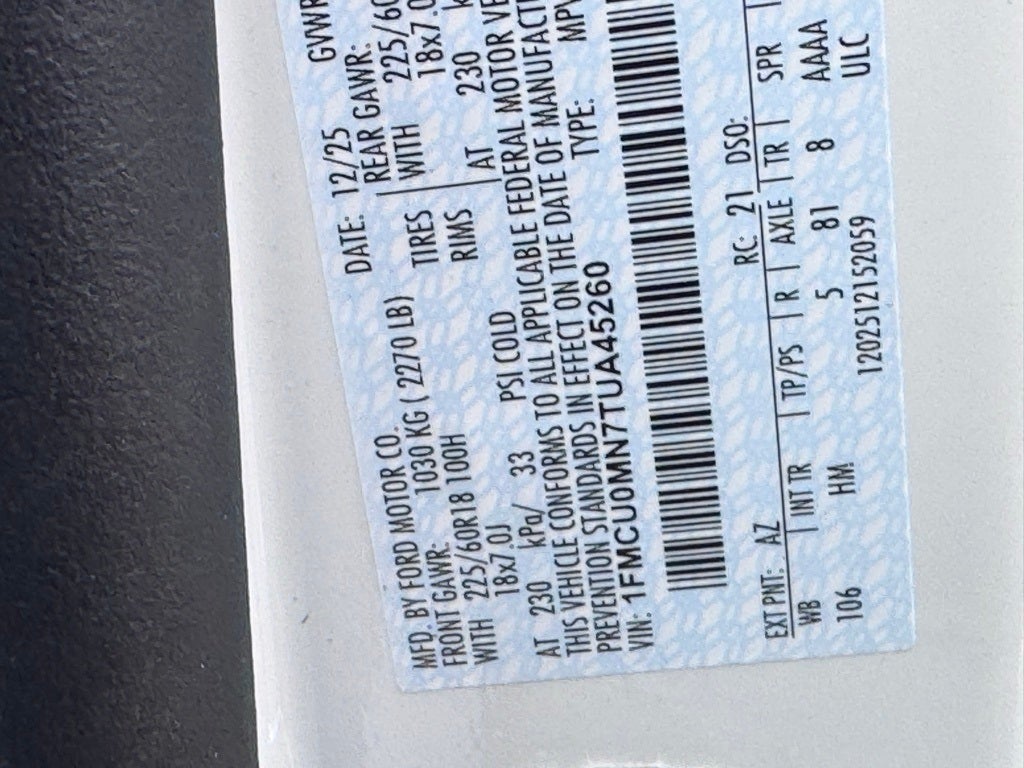 MFD. BY FORD MOTOR CO. DATE: 12/25 GVWR
FRONT GAWR: 1030 KG ( 2270 LB) REAR GAWR:
WITH 225/60R18 100H TIRES WITH 225/60
18x7.0J RIMS 18x7.0
AT 230 kPa/ 33 PSI COLD AT 230 k
THIS VEHICLE CONFORMS TO ALL APPLICABLE FEDERAL MOTOR VE
PREVENTION STANDARDS IN EFFECT ON THE DATE OF MANUFACT
VIN: 1FMCU0MN7TUA45260 TYPE: MPV
EXT PNT: AZ RC: 21 DSO:
WB | INT TR | TP/PS | R | AXLE | TR | SPR
106 HM 5 81 8 AAAA
1202512152059 ULC